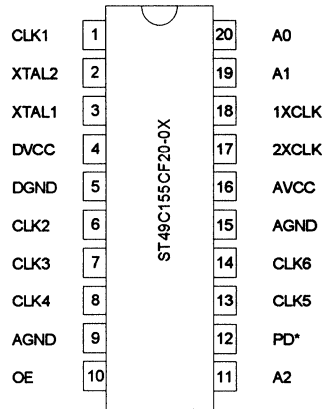 CLK1 1 20 A0
XTAL2 2 19 A1
XTAL1 3 18 1XCLK
DVCC 4 17 2XCLK
DGND 5 16 AVCC
CLK2 6 15 AGND
CLK3 7 14 CLK6
CLK4 8 13 CLK5
AGND 9 12 PD*
OE 10 11 A2
ST49C155CF20-0X